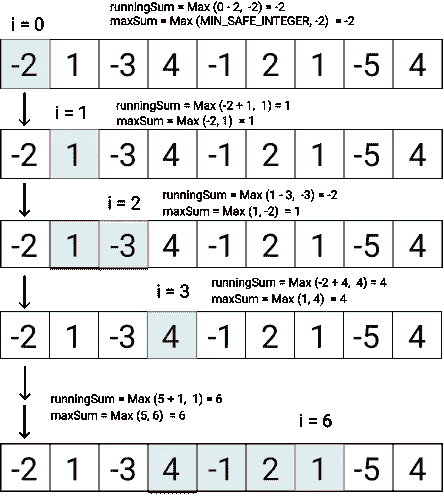 i = 0
runningSum = Max (0 - 2, -2) = -2
maxSum = Max (MIN_SAFE_INTEGER, -2) = -2
-2 1 -3 4 -1 2 1 -5 4
i = 1
runningSum = Max (-2 + 1, 1) = 1
maxSum = Max (-2, 1) = 1
-2 1 -3 4 -1 2 1 -5 4
i = 2
runningSum = Max (1 - 3, -3) = -2
maxSum = Max (1, -2) = 1
-2 1 -3 4 -1 2 1 -5 4
i = 3
runningSum = Max (-2 + 4, 4) = 4
maxSum = Max (1, 4) = 4
-2 1 -3 4 -1 2 1 -5 4
runningSum = Max (5 + 1, 1) = 6
maxSum = Max (5, 6) = 6
i = 6
-2 1 -3 4 -1 2 1 -5 4